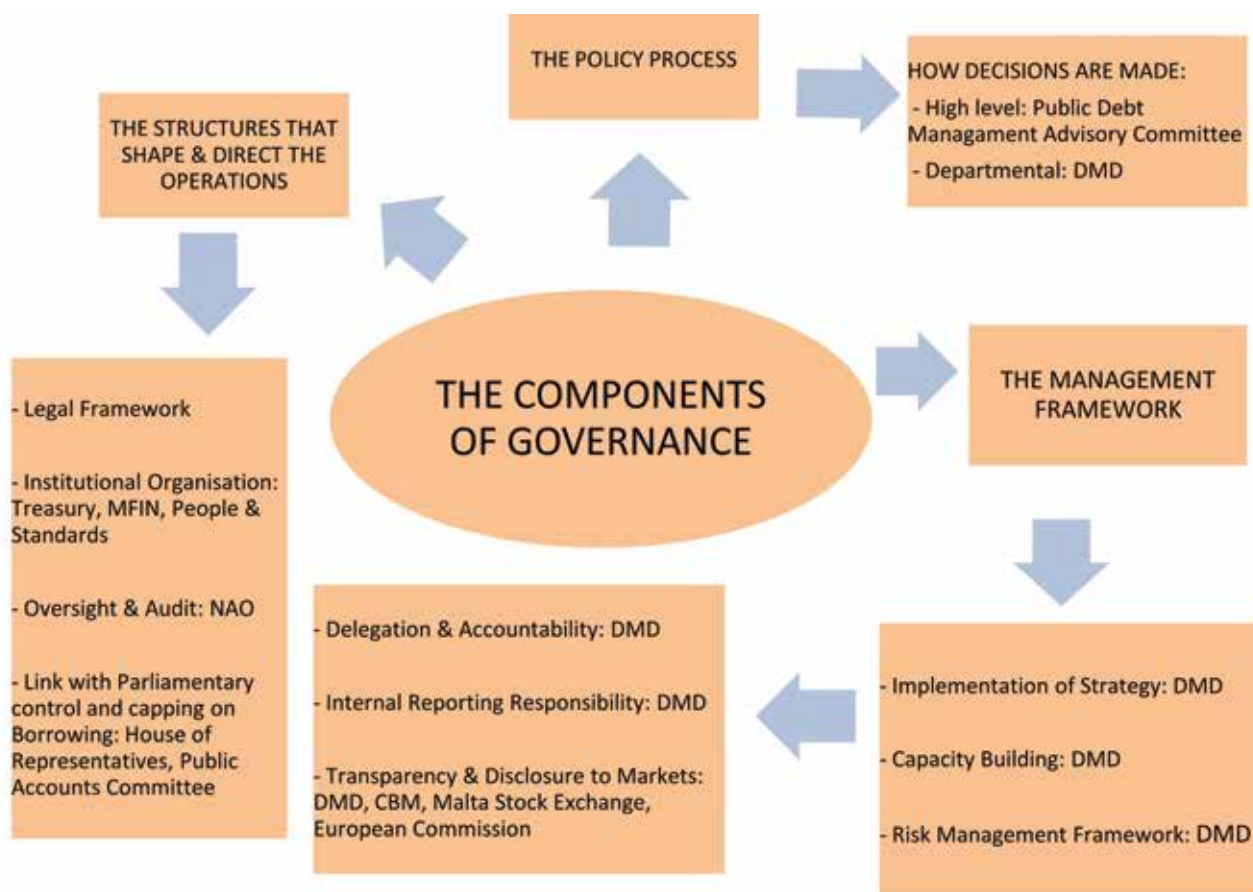 THE POLICY PROCESS
HOW DECISIONS ARE MADE:
- High level: Public Debt
Managament Advisory Committee
- Departmental: DMD
THE STRUCTURES THAT
SHAPE & DIRECT THE
OPERATIONS
THE COMPONENTS
OF GOVERNANCE
THE MANAGEMENT
FRAMEWORK
- Legal Framework
- Institutional Organisation:
Treasury, MFIN, People &
Standards
- Oversight & Audit: NAO
- Link with Parliamentary
control and capping on
Borrowing: House of
Representatives, Public
Accounts Committee
- Delegation & Accountability: DMD
- Internal Reporting Responsibility: DMD
- Transparency & Disclosure to Markets:
DMD, CBM, Malta Stock Exchange,
European Commission
- Implementation of Strategy: DMD
- Capacity Building: DMD
- Risk Management Framework: DMD